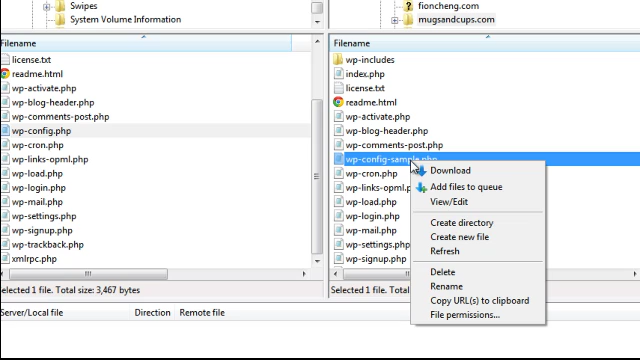 Swipes
System Volume Information
fioncheng.com
mugsandcups.com
Filename
license.txt
readme.html
wp-activate.php
wp-blog-header.php
wp-comments-post.php
wp-config.php
wp-cron.php
wp-links-opml.php
wp-load.php
wp-login.php
wp-mail.php
wp-settings.php
wp-signup.php
wp-trackback.php
xmlrpc.php
elected 1 file. Total size: 3,467 bytes
Filename
wp-includes
index.php
license.txt
readme.html
wp-activate.php
wp-blog-header.php
wp-comments-post.php
wp-config-sample.php
wp-cron.php
wp-links-opml.p
wp-load.php
wp-login.php
wp-mail.php
wp-settings.php
wp-signup.php
Selected 1 file. Total
Download
Add files to queue
View/Edit
Create directory
Create new file
Refresh
Delete
Rename
Copy URL(s) to clipboard
File permissions...
Server/Local file Direction Remote file